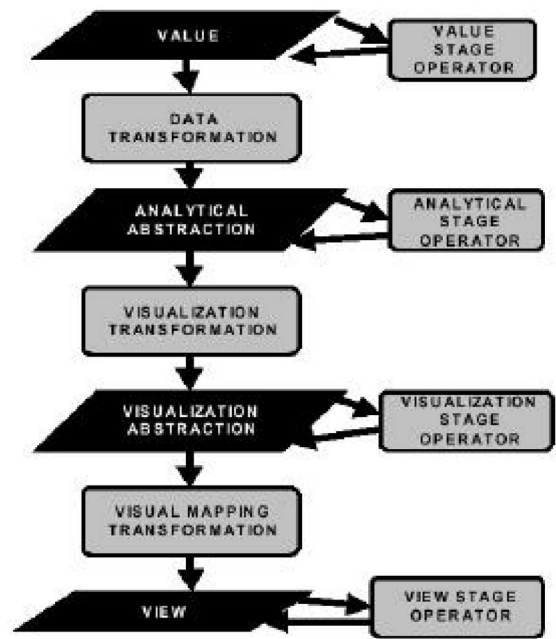 VALUE
VALUE
STAGE
OPERATOR
DATA
TRANSFORMATION
ANALYTICAL
ABSTRACTION
ANALYTICAL
STAGE
OPERATOR
VISUALIZATION
TRANSFORMATION
VISUALIZATION
ABSTRACTION
VISUALIZATION
STAGE
OPERATOR
VISUAL MAPPING
TRANSFORMATION
VIEW
VIEW STAGE
OPERATOR